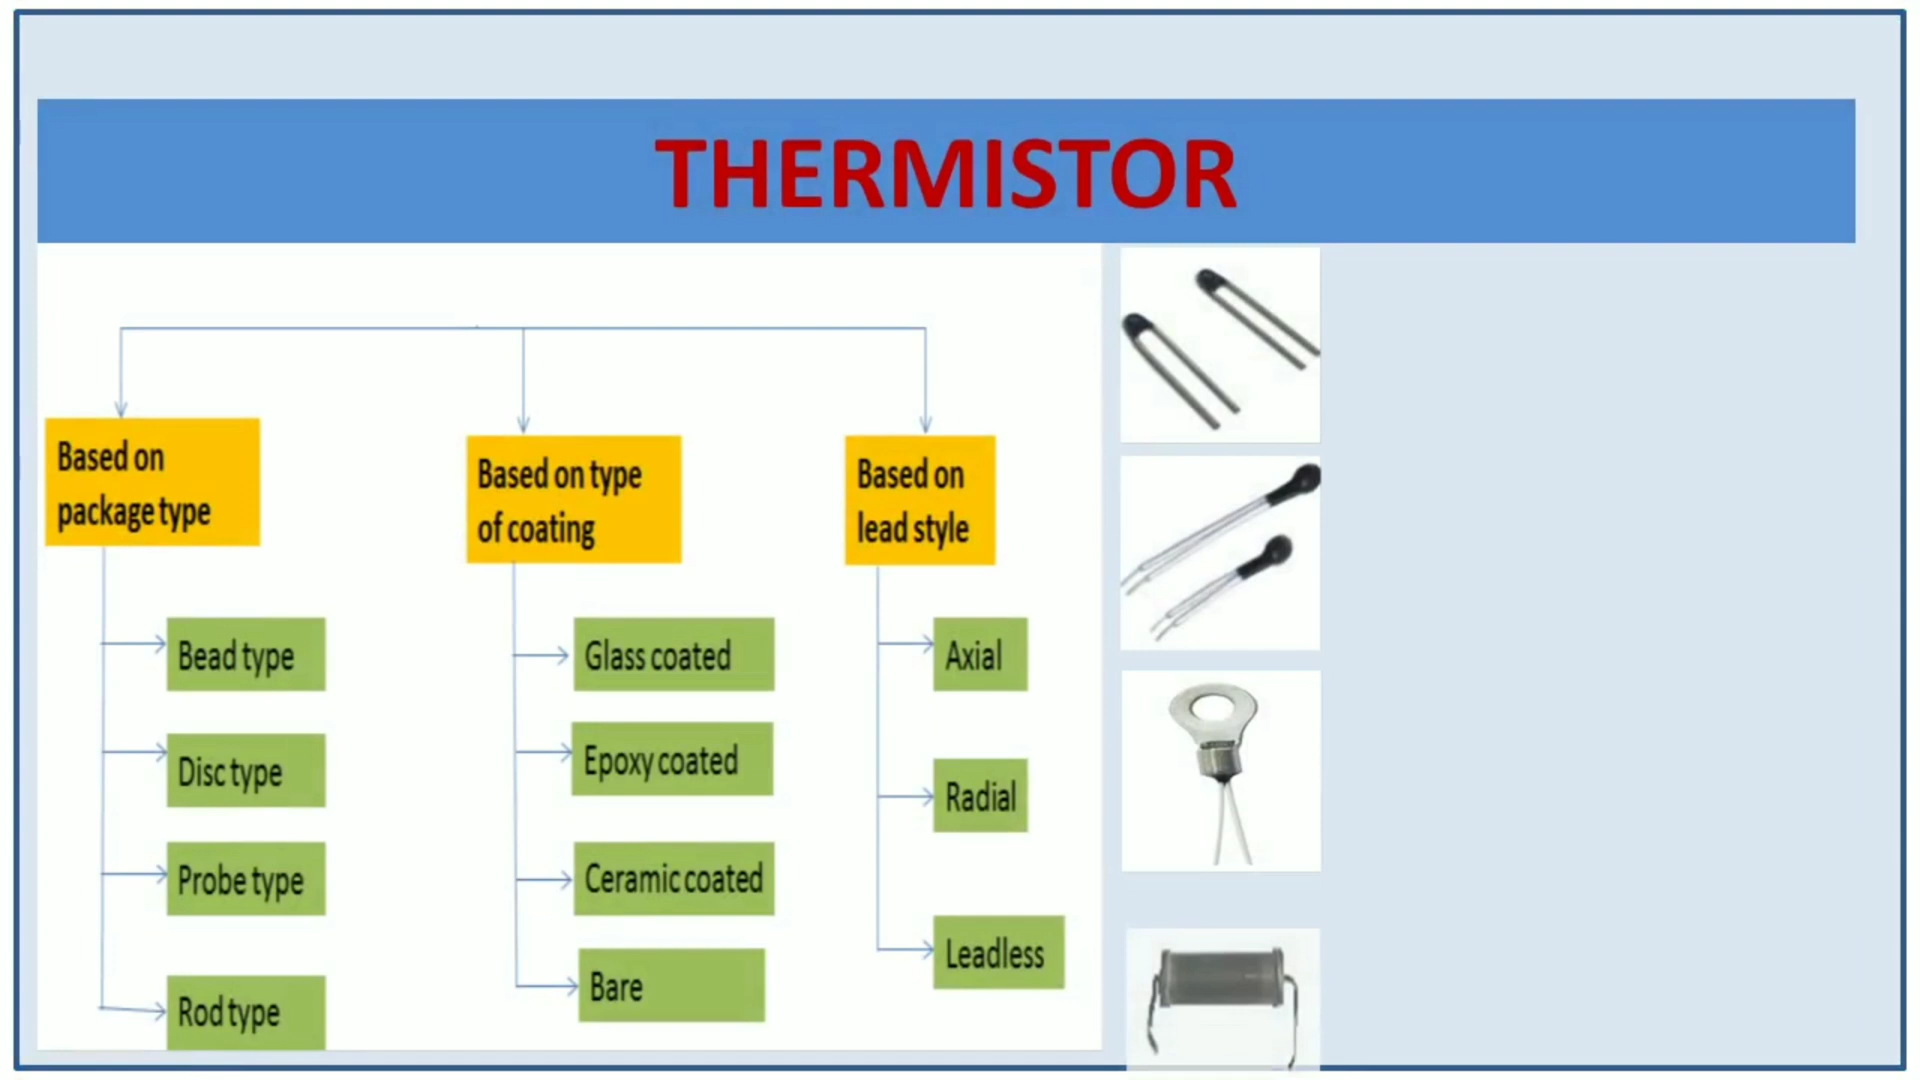 THERMISTOR
Based on
package type
Bead type
Disc type
Probe type
Rod type
Based on type
of coating
Glass coated
Epoxy coated
Ceramic coated
Bare
Based on
lead style
Axial
Radial
Leadless